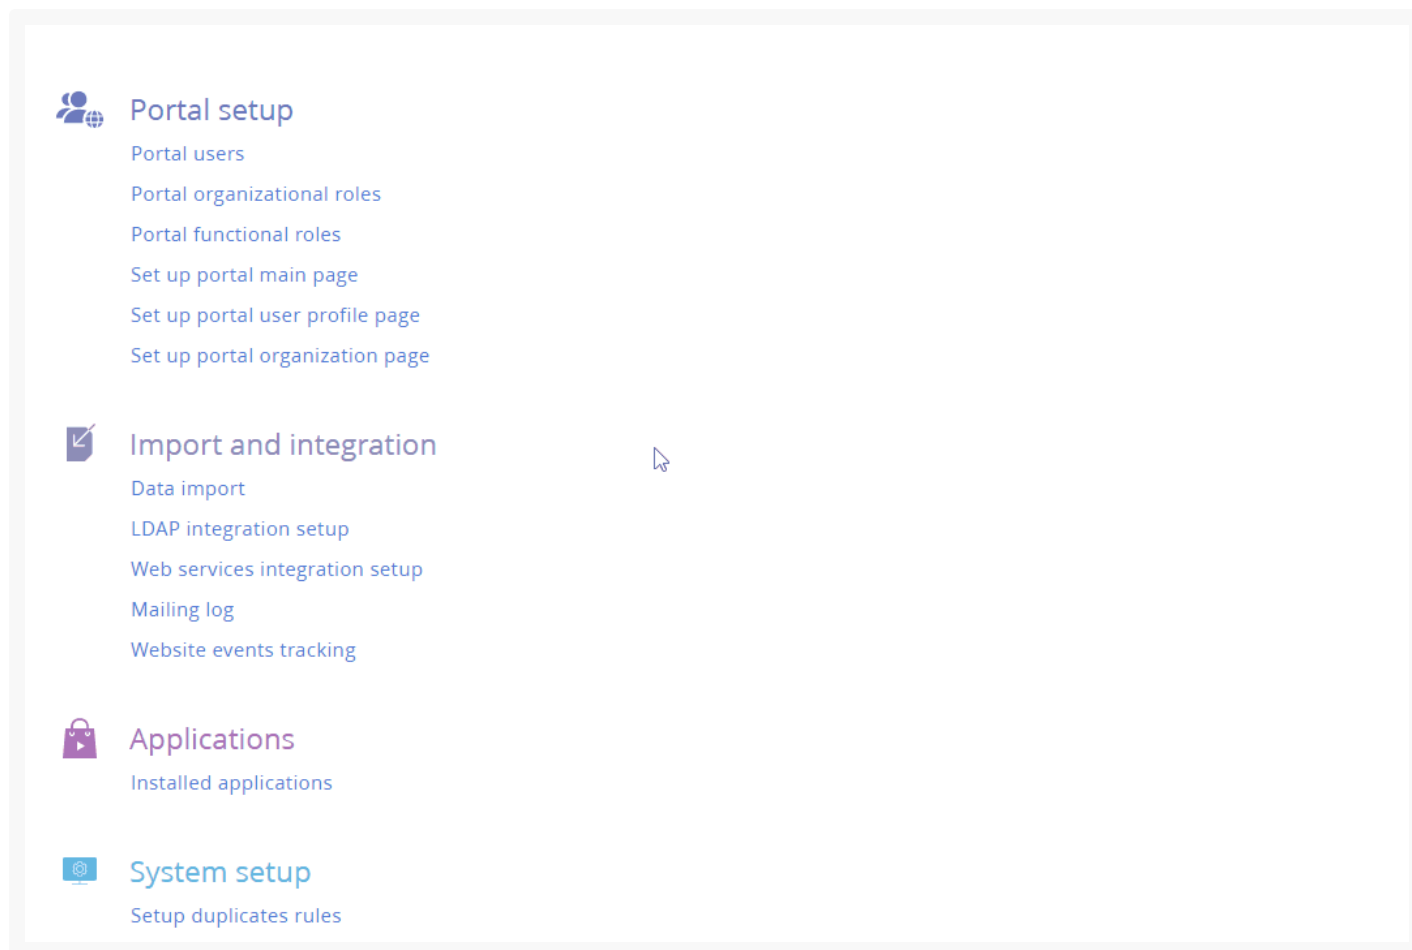 Portal setup
Portal users
Portal organizational roles
Portal functional roles
Set up portal main page
Set up portal user profile page
Set up portal organization page
Import and integration
Data import
LDAP integration setup
Web services integration setup
Mailing log
Website events tracking
Applications
Installed applications
System setup
Setup duplicates rules